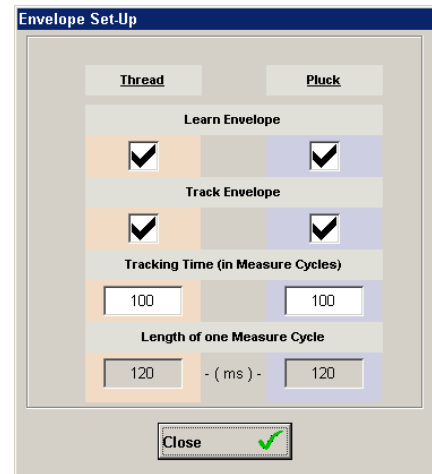 Envelope Set-Up
Thread Pluck
Learn Envelope
Track Envelope
Tracking Time (in Measure Cycles)
100 100
Length of one Measure Cycle
120 - ( ms ) - 120
Close